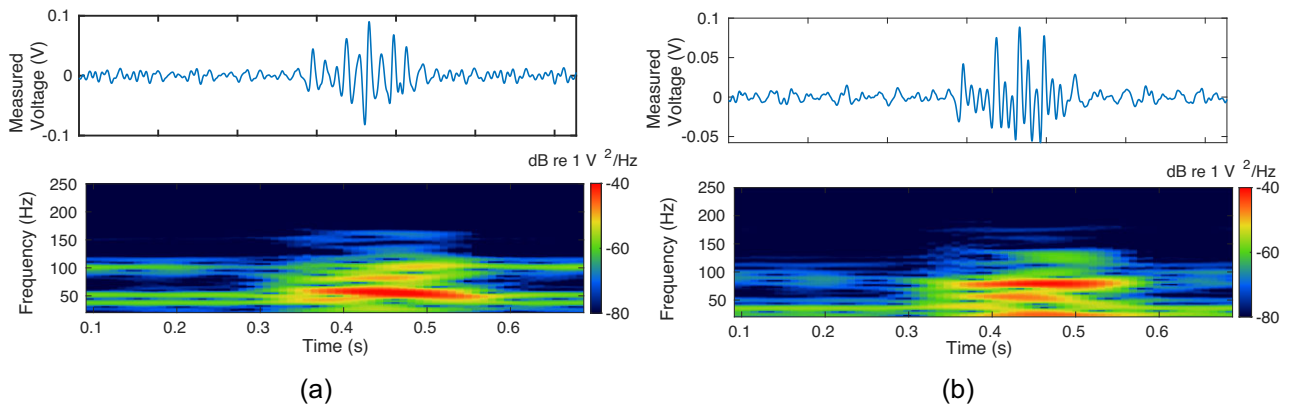 0.1
0
-0.1
Measured
Voltage (V)
dB re 1 V 2/Hz
250
200
150
100
50
Frequency (Hz)
-40
-60
-80
0.1 0.2 0.3 0.4 0.5 0.6
Time (s)
(a)
0.1
0.05
0
-0.05
Measured
Voltage (V)
dB re 1 V 2/Hz
250
200
150
100
50
Frequency (Hz)
-40
-60
-80
0.1 0.2 0.3 0.4 0.5 0.6
Time (s)
(b)